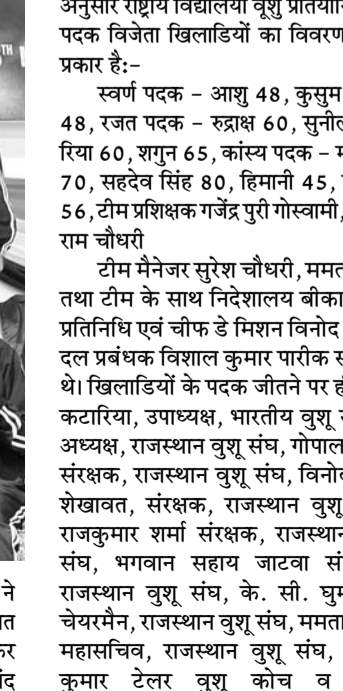 अनुसार राष्ट्रीय विद्यालयी वूशु
पदक विजेता खिलाडियों का विवरण
प्रकार है:–
स्वर्ण पदक – आशु 48, कुसुम
48, रजत पदक – रुद्राक्ष 60,
रिया 60, शगुन 65, कांस्य पदक –
70, सहदेव सिंह 80, हिमानी 45,
56,टीम प्रशिक्षक गजेंद्र पुरी गोस्वामी,
राम चौधरी
टीम मैनेजर सुरेश चौधरी,
तथा टीम के साथ निदेशालय
प्रतिनिधि एवं चीफ डे मिशन विनोद
दल प्रबंधक विशाल कुमार पारीक
थे। खिलाडियों के पदक जीतने पर
कटारिया, उपाध्यक्ष, भारतीय वूशु
अध्यक्ष, राजस्थान वुशू संघ, गोपाल
संरक्षक, राजस्थान वुशू संघ,
शेखावत, संरक्षक, राजस्थान वुशू
राजकुमार शर्मा संरक्षक,
संघ, भगवान सहाय जाटवा
राजस्थान वुशू संघ, के. सी.
चेयरमैन, राजस्थान वुशू संघ, ममता
महासचिव, राजस्थान वुशू संघ,
कुमार टेलर वुशू कोच व
ने